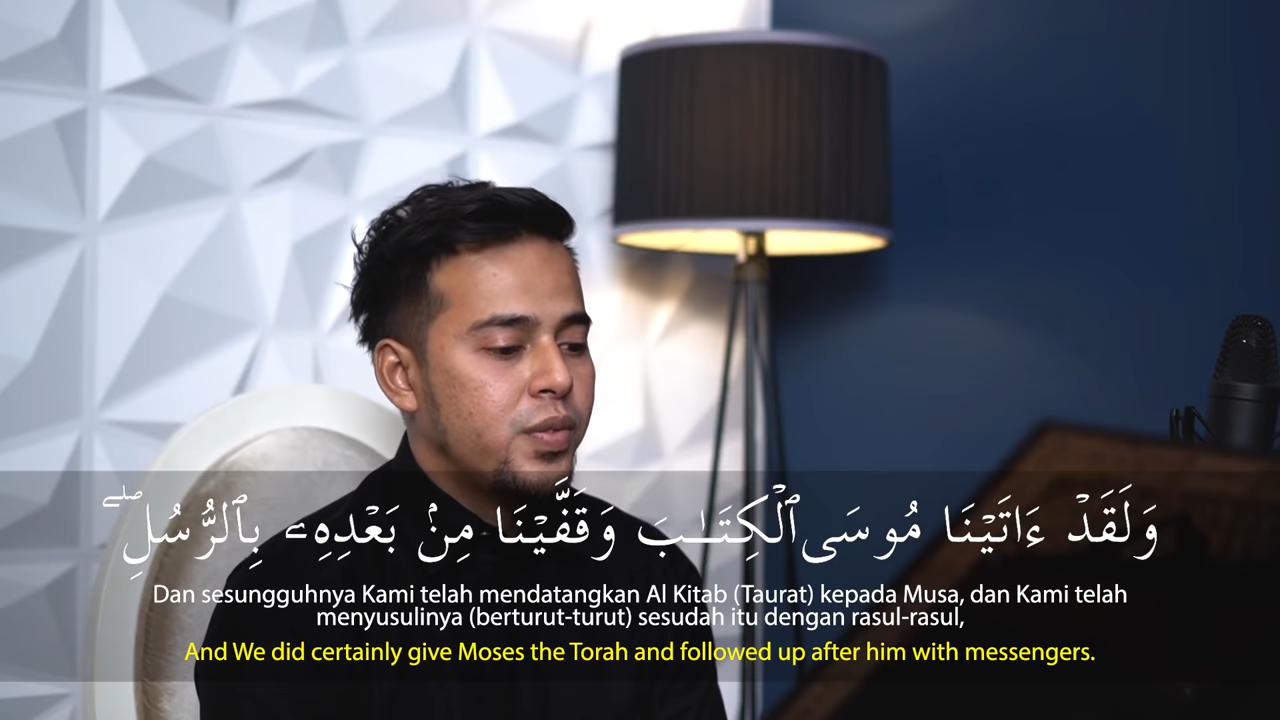 وَلَقَدْ ءَاتَيْنَا مُوسَى ٱلْكِتَـٰبَ وَقَفَّيْنَا مِنۢ بَعْدِهِۦ بِٱلرُّسُلِ ۖ
Dan sesungguhnya Kami telah mendatangkan Al Kitab (Taurat) kepada Musa, dan Kami telah
menyusulinya (berturut-turut) sesudah itu dengan rasul-rasul,
And We did certainly give Moses the Torah and followed up after him with messengers.